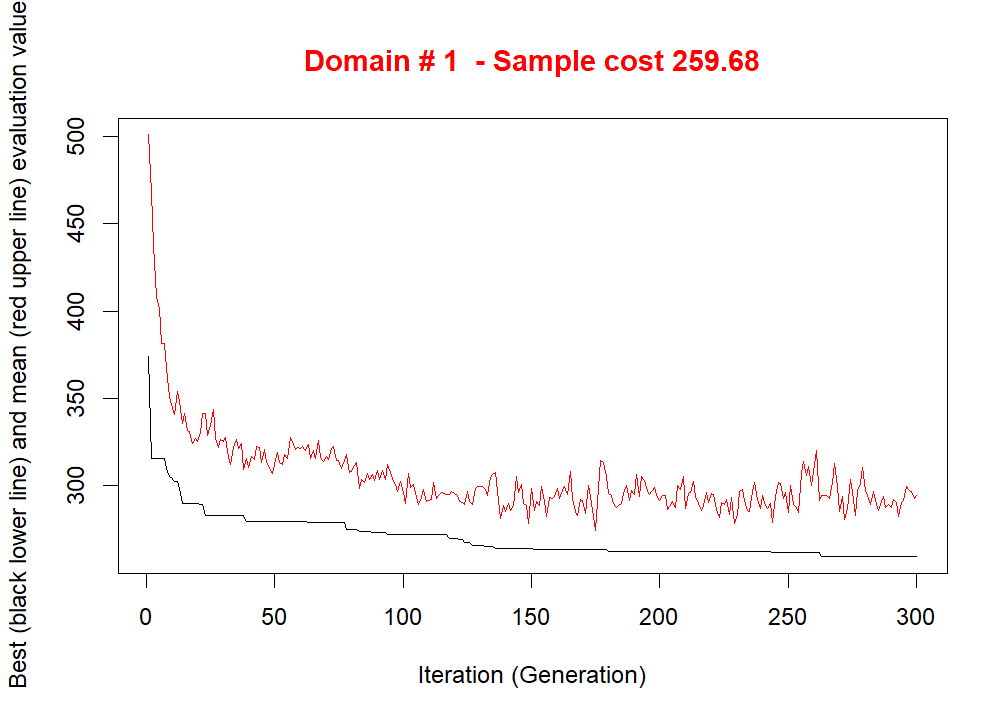 Domain # 1  - Sample cost 259.68
Best (black lower line) and mean (red upper line) evaluation value
500
450
400
350
300
0 50 100 150 200 250 300
Iteration (Generation)